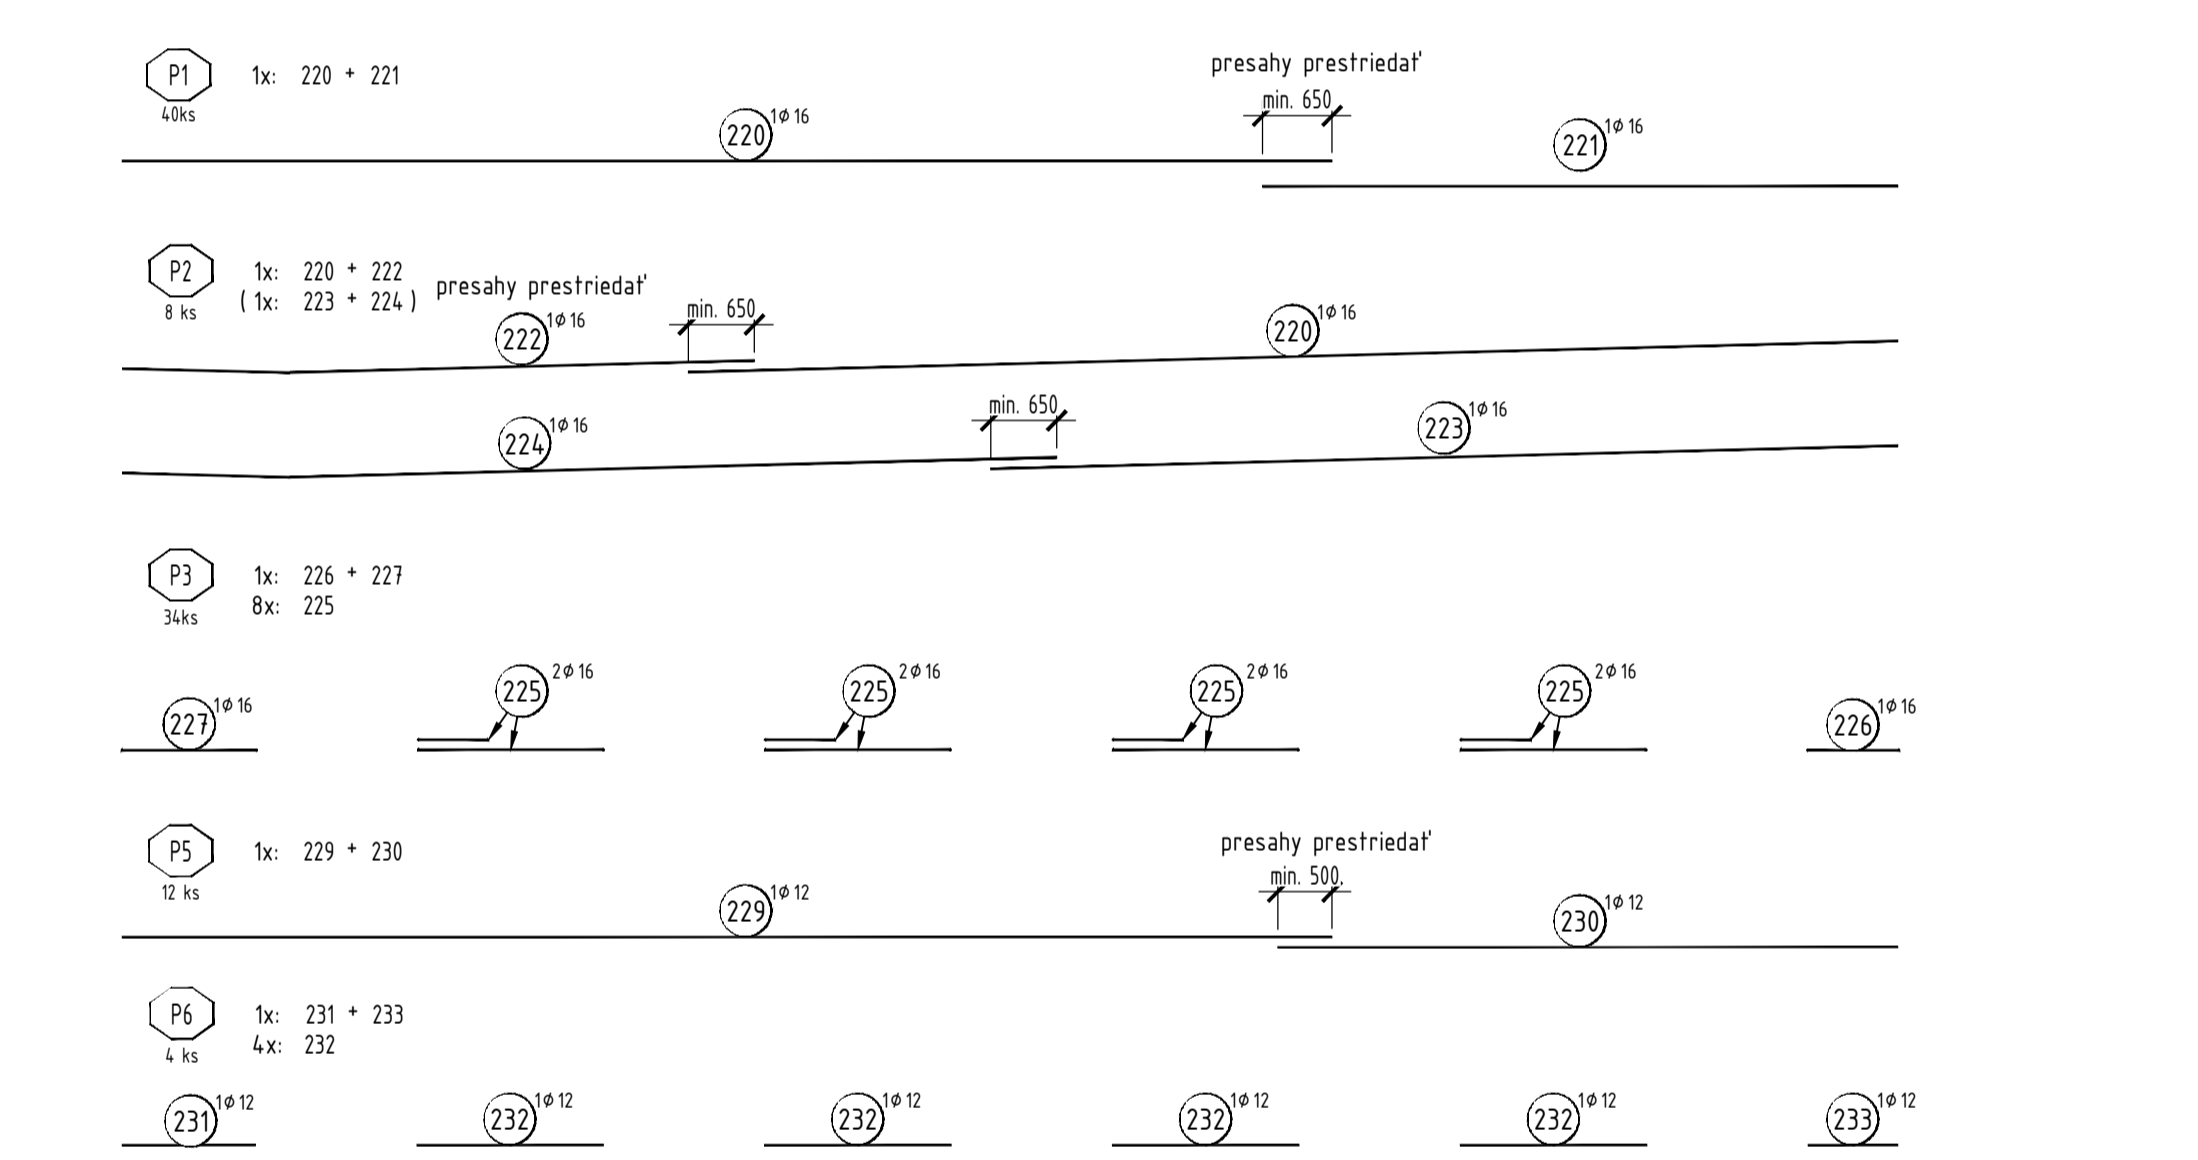 P1 1x: 220 + 221
40ks
presahy prestriedať
min. 650
220 1ø16
221 1ø16
P2 1x: 220 + 222
(1x: 223 + 224)
8 ks
presahy prestriedať
min. 650
222 1ø16
220 1ø16
min. 650
224 1ø16
223 1ø16
P3 1x: 226 + 227
8x: 225
34ks
227 1ø16
225 2ø16
225 2ø16
225 2ø16
225 2ø16
226 1ø16
P5 1x: 229 + 230
12 ks
presahy prestriedať
min. 500
229 1ø12
230 1ø12
P6 1x: 231 + 233
4x: 232
4 ks
231 1ø12
232 1ø12
232 1ø12
232 1ø12
232 1ø12
233 1ø12